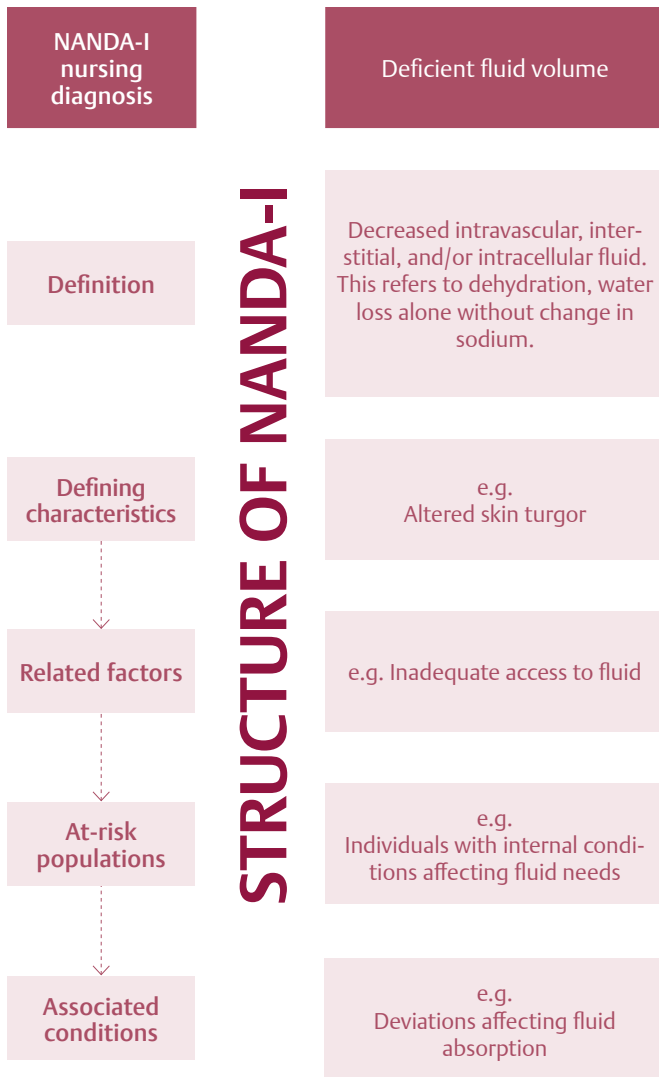 NANDA-I
nursing
diagnosis
Deficient fluid volume
STRUCTURE OF NANDA-I
Definition
Decreased intravascular, inter-
stitial, and/or intracellular fluid.
This refers to dehydration, water
loss alone without change in
sodium.
Defining
characteristics
e.g.
Altered skin turgor
Related factors
e.g. Inadequate access to fluid
At-risk
populations
e.g.
Individuals with internal condi-
tions affecting fluid needs
Associated
conditions
e.g.
Deviations affecting fluid
absorption